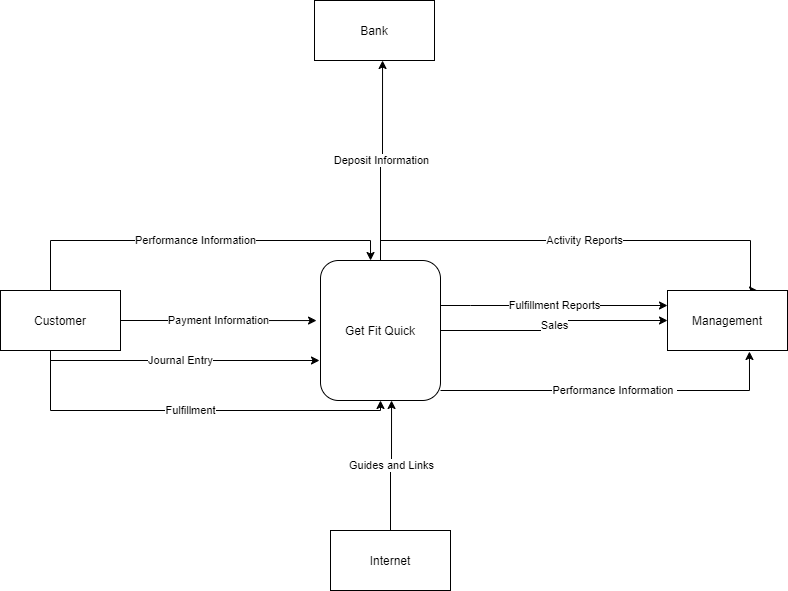 Bank
Deposit Information
Performance Information
Activity Reports
Customer
Payment Information
Journal Entry
Fulfillment
Get Fit Quick
Fulfillment Reports
Sales
Management
Performance Information
Guides and Links
Internet